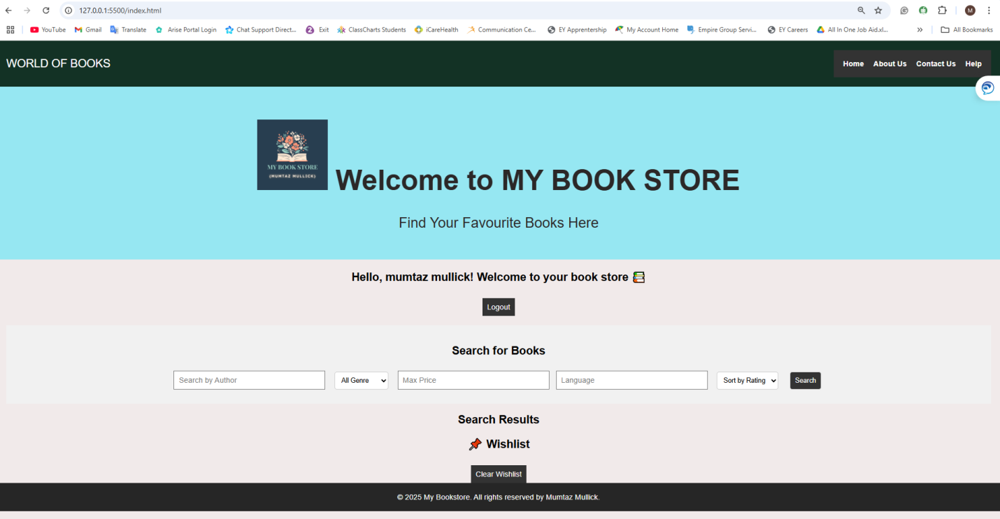 127.0.0.1:5500/index.html
M
YouTube Gmail Translate Arise Portal Login Chat Support Direct... Exit ClassCharts Students iCareHealth Communication Ce... EY Apprentership My Account Home Empire Group Servi... EY Careers All In One Job Aid.xl... » All Bookmarks
WORLD OF BOOKS
Home About Us Contact Us Help
MY BOOK STORE
(MUMTAZ MULLICK)
Welcome to MY BOOK STORE
Find Your Favourite Books Here
Hello, mumtaz mullick! Welcome to your book store 📚
Logout
Search for Books
Search by Author All Genre Max Price Language Sort by Rating Search
Search Results
📌 Wishlist
Clear Wishlist
© 2025 My Bookstore. All rights reserved by Mumtaz Mullick.